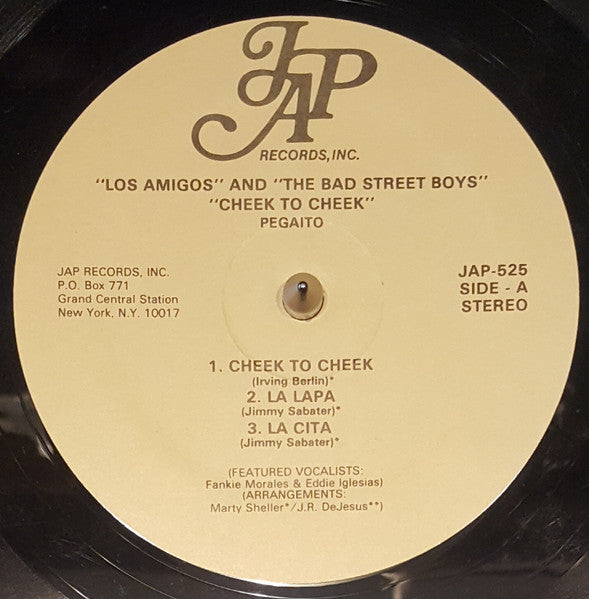 JAP
RECORDS, INC.
"LOS AMIGOS" AND "THE BAD STREET BOYS"
"CHEEK TO CHEEK"
PEGAITO
JAP RECORDS, INC.
P.O. Box 771
Grand Central Station
New York, N.Y. 10017
JAP-525
SIDE - A
STEREO
1. CHEEK TO CHEEK
(Irving Berlin)*
2. LA LAPA
(Jimmy Sabater)*
3. LA CITA
(Jimmy Sabater)*
(FEATURED VOCALISTS:
Fankie Morales & Eddie Iglesias)
(ARRANGEMENTS:
Marty Sheller*/J.R. DeJesus**)